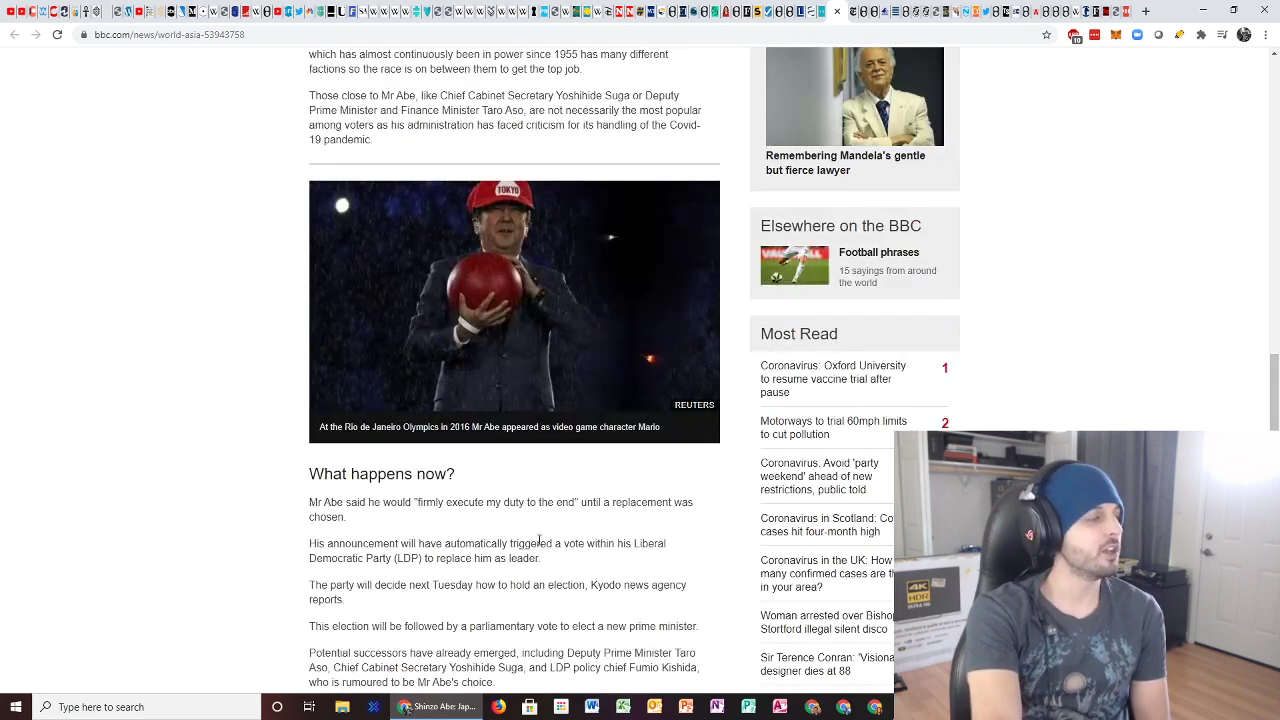 bbc.com/news/world-asia-53943758
10
which has almost continuously been in power since 1955 has many different
factions so the race is on between them to get the top job.
Those close to Mr Abe, like Chief Cabinet Secretary Yoshihide Suga or Deputy
Prime Minister and Finance Minister Taro Aso, are not necessarily the most popular
among voters as his administration has faced criticism for its handling of the Covid-
19 pandemic.
TOKYO
REUTERS
At the Rio de Janeiro Olympics in 2016 Mr Abe appeared as video game character Mario
What happens now?
Mr Abe said he would "firmly execute my duty to the end" until a replacement was
chosen.
His announcement will have automatically triggered a vote within his Liberal
Democratic Party (LDP) to replace him as leader.
The party will decide next Tuesday how to hold an election, Kyodo news agency
reports.
This election will be followed by a parliamentary vote to elect a new prime minister.
Potential successors have already emerged, including Deputy Prime Minister Taro
Aso, Chief Cabinet Secretary Yoshihide Suga, and LDP policy chief Fumio Kishida,
who is rumoured to be Mr Abe's choice.
Remembering Mandela's gentle
but fierce lawyer
Elsewhere on the BBC
Football phrases
15 sayings from around
the world
Most Read
Coronavirus: Oxford University
to resume vaccine trial after
pause
1
Motorways to trial 60mph limits
to cut pollution
2
Coronavirus: Avoid 'party
weekend' ahead of new
restrictions, public told
Coronavirus in Scotland: Co
cases hit four-month high
Coronavirus in the UK: How
many confirmed cases are th
in your area?
Woman arrested over Bishop
Stortford illegal silent disco
Sir Terence Conran: 'Visiona
designer dies at 88
4K
HDR
ULTRA HD
Type here to search
Shinzo Abe: Jap...